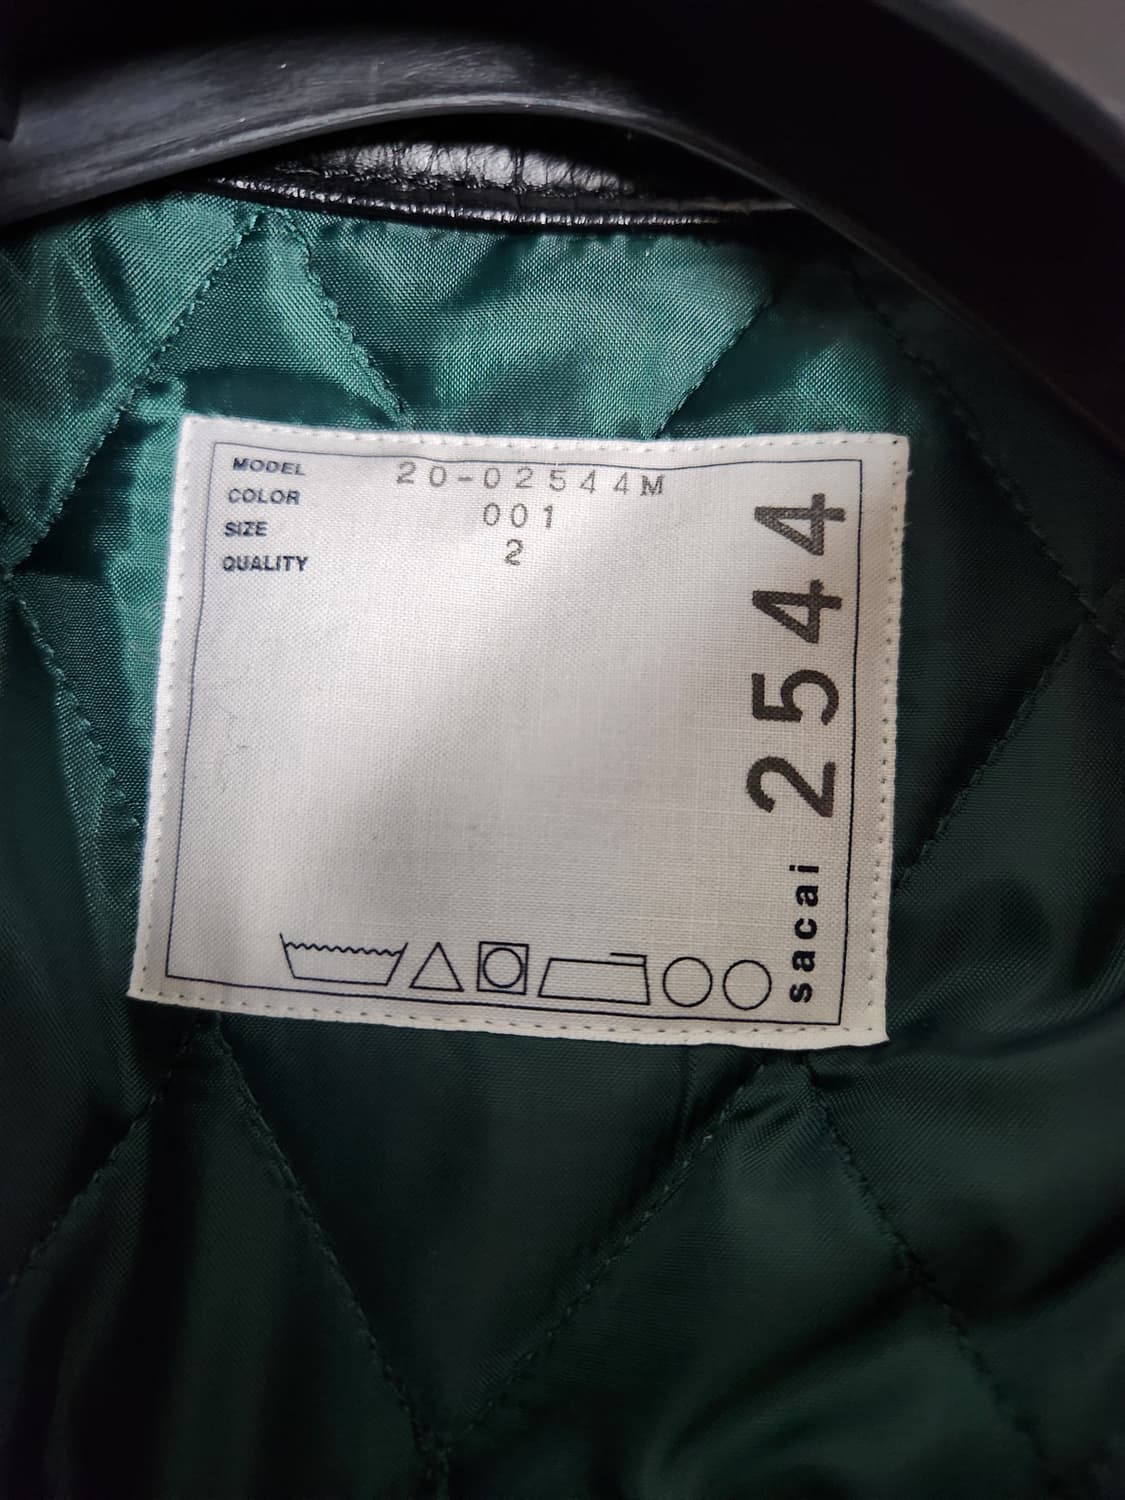 MODEL 20-02544M
COLOR 001
SIZE 2
QUALITY
sacai 2544